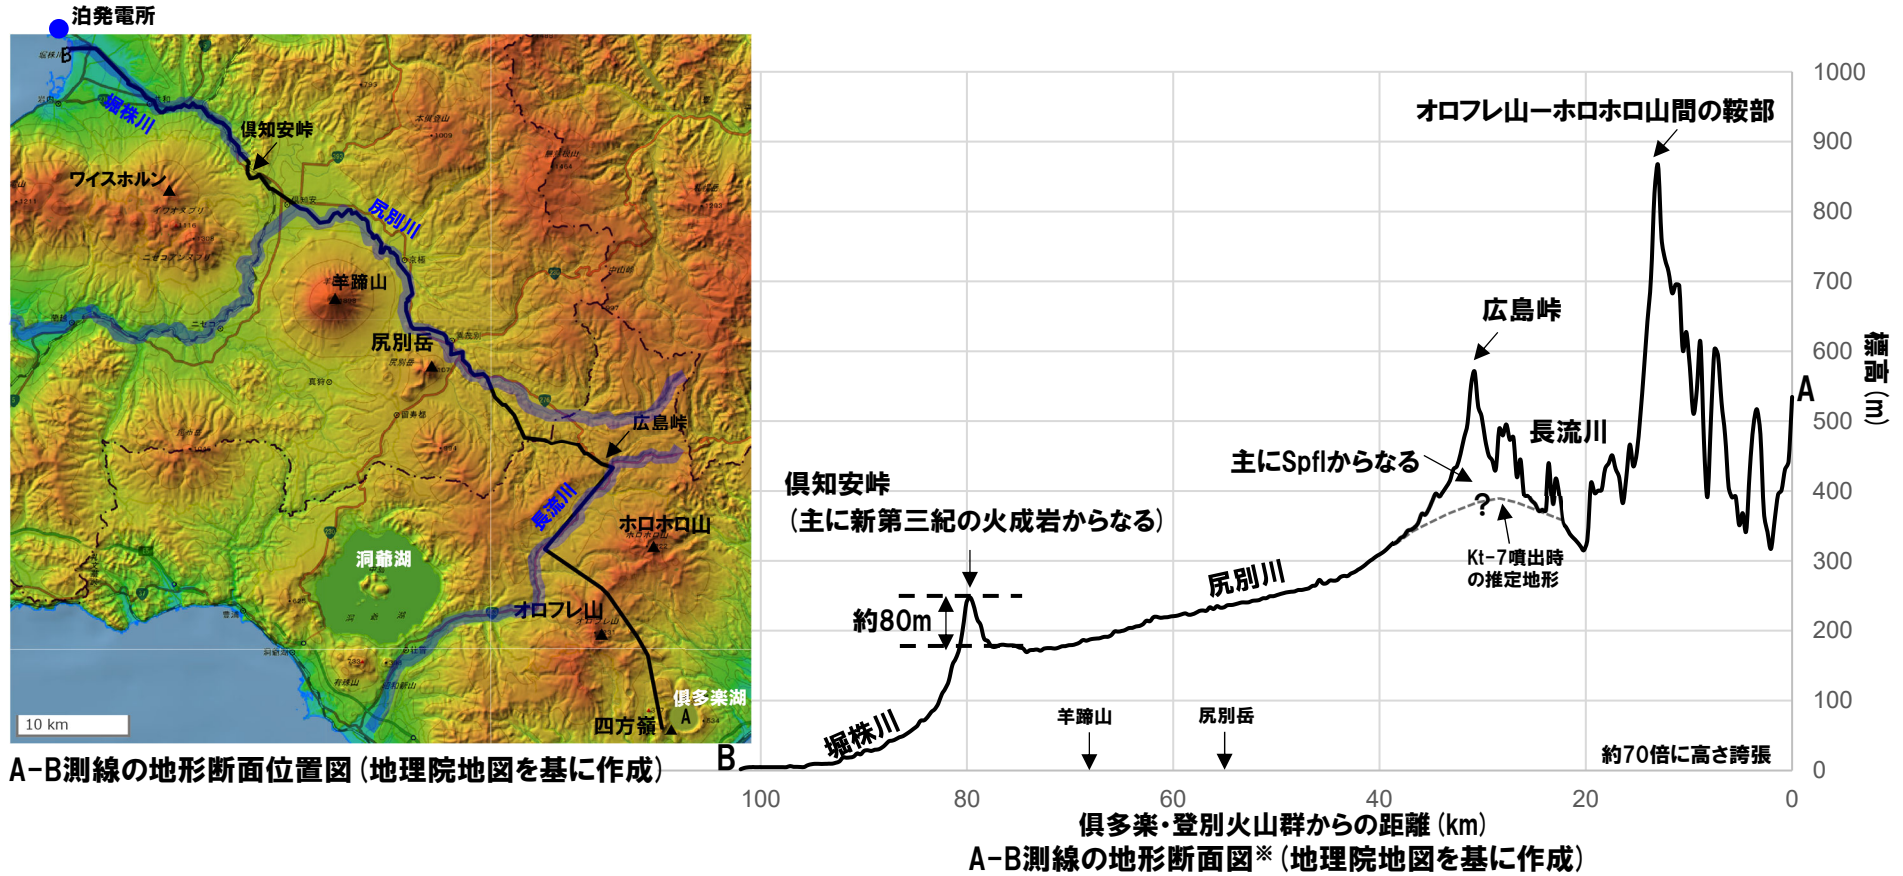 泊発電所
B
堀株川
倶知安峠
ワイスホルン
尻別川
羊蹄山
尻別岳
広島峠
長流川
ホロホロ山
洞爺湖
オロフレ山
倶多楽湖
A
四方嶺
10 km
A-B測線の地形断面位置図(地理院地図を基に作成)
オロフレ山ーホロホロ山間の鞍部
広島峠
長流川
主にSpflからなる
?
Kt-7噴出時
の推定地形
倶知安峠
(主に新第三紀の火成岩からなる)
約80m
尻別川
堀株川
羊蹄山
尻別岳
約70倍に高さ誇張
A
B
1000
900
800
700
600
500
400
300
200
100
0
標高(m)
100
80
60
40
20
0
倶多楽・登別火山群からの距離(km)
A-B測線の地形断面図※(地理院地図を基に作成)